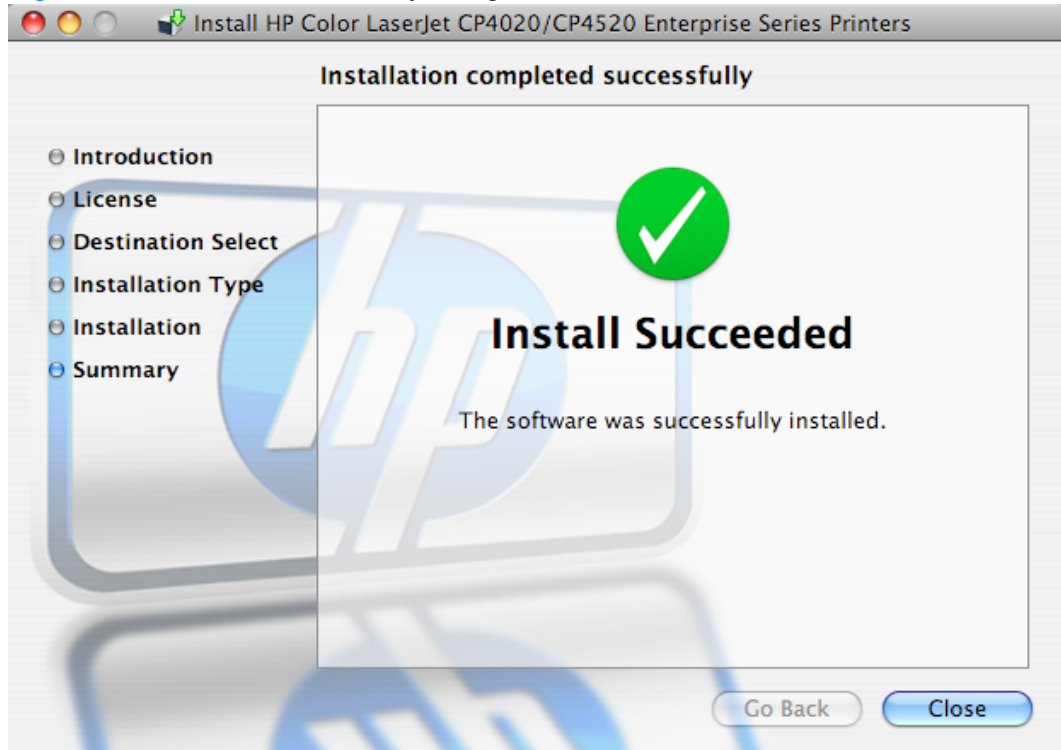 Install HP Color LaserJet CP4020/CP4520 Enterprise Series Printers
Installation completed successfully
Introduction
License
Destination Select
Installation Type
Installation
Summary
hp
Install Succeeded
The software was successfully installed.
Go Back
Close